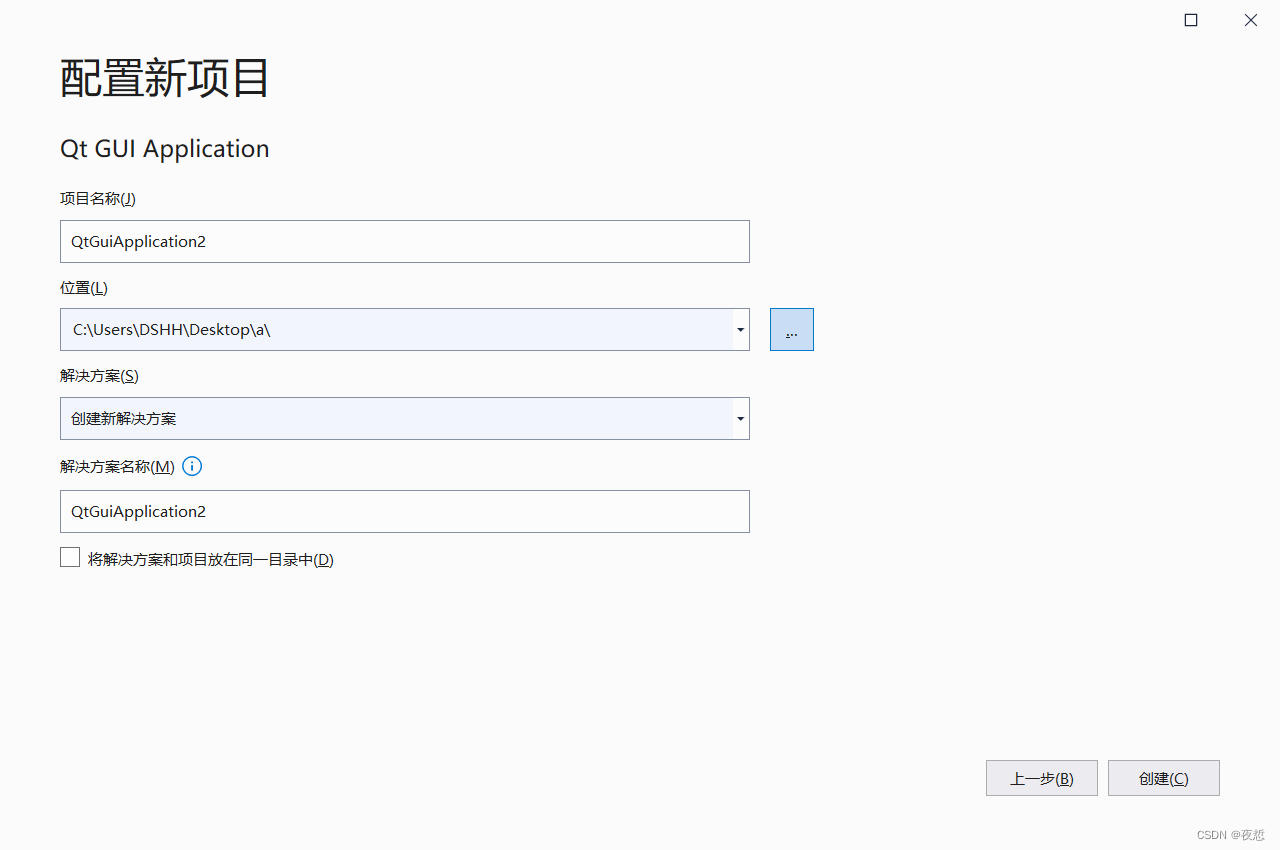 配置新项目
Qt GUI Application
项目名称(J)
QtGuiApplication2
位置(L)
C:\Users\DSHH\Desktop\a\
...
解决方案(S)
创建新解决方案
解决方案名称(M)
QtGuiApplication2
将解决方案和项目放在同一目录中(D)
上一步(B)
创建(C)
CSDN @夜悊